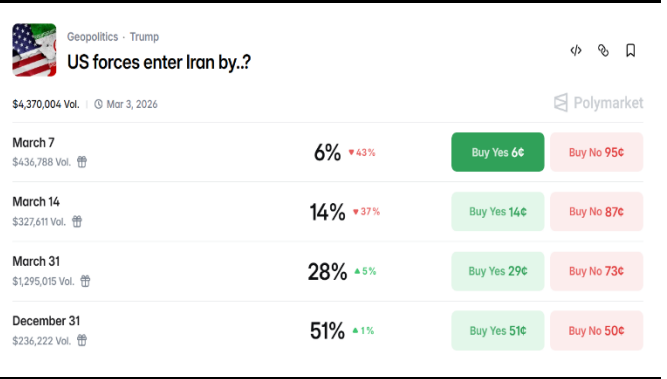 Geopolitics · Trump
US forces enter Iran by..?
$4,370,004 Vol. Mar 3, 2026
Polymarket
March 7
$436,788 Vol.
6% ▼43%
Buy Yes 6¢
Buy No 95¢
March 14
$327,611 Vol.
14% ▼37%
Buy Yes 14¢
Buy No 87¢
March 31
$1,295,015 Vol.
28% ▲5%
Buy Yes 29¢
Buy No 73¢
December 31
$236,222 Vol.
51% ▲1%
Buy Yes 51¢
Buy No 50¢